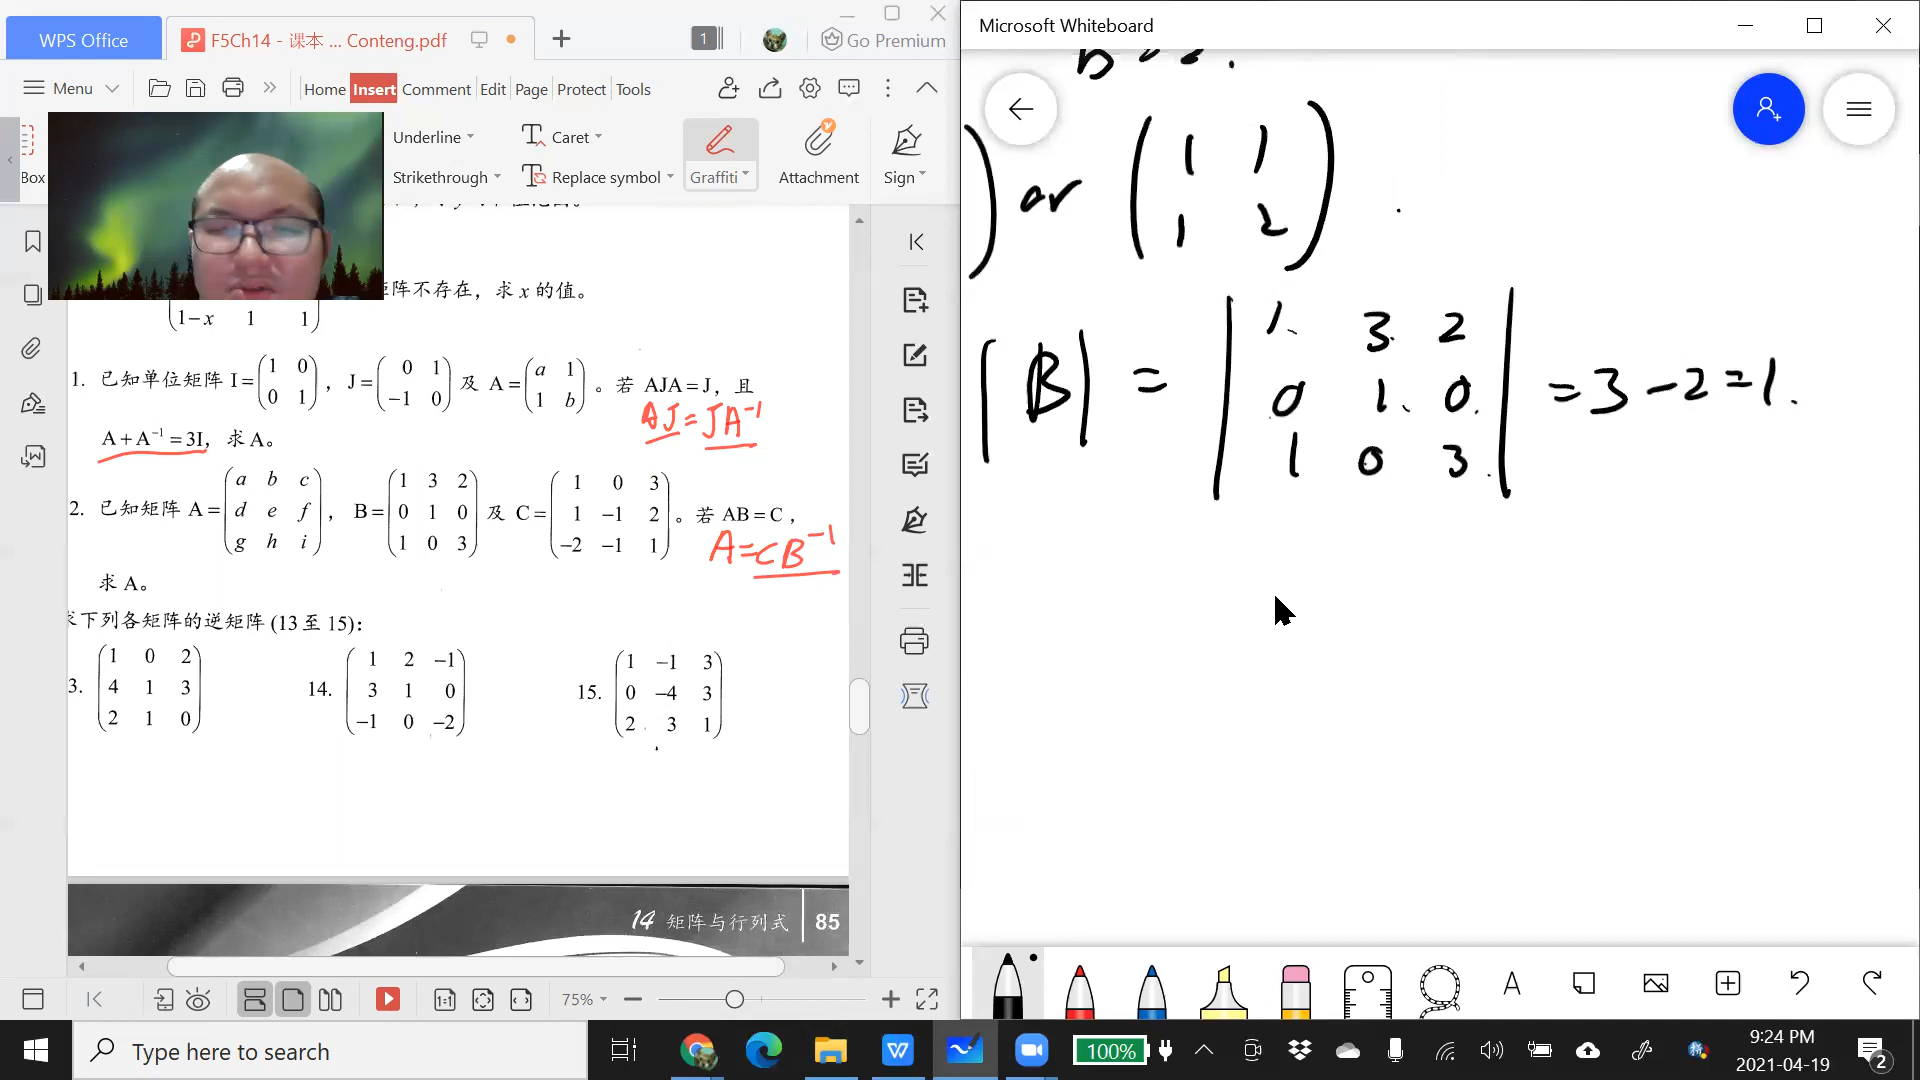 WPS Office
F5Ch14 - 课本 ... Conteng.pdf
1
Go Premium
Menu
Home Insert Comment Edit Page Protect Tools
Box
Underline
Caret
Strikethrough
Replace symbol
Graffiti
Attachment
Sign
矩阵不存在，求 x 的值。
1−x 1 1
1. 已知单位矩阵 I = (1 0 / 0 1) ，J = (0 1 / −1 0) 及 A = (a 1 / 1 b) 。若 AJA = J，且
AJ = JA⁻¹
A + A⁻¹ = 3I，求 A。
2. 已知矩阵 A = (a b c / d e f / g h i) ，B = (1 3 2 / 0 1 0 / 1 0 3) 及 C = (1 0 3 / 1 −1 2 / −2 −1 1) 。若 AB = C，
A = CB⁻¹
求 A。
求下列各矩阵的逆矩阵 (13 至 15)：
3. (1 0 2 / 4 1 3 / 2 1 0)
14. (1 2 −1 / 3 1 0 / −1 0 −2)
15. (1 −1 3 / 0 −4 3 / 2 3 1)
14 矩阵与行列式 85
75%
Microsoft Whiteboard
) or (1 1 / 1 2) .
|B| = |1 3 2 / 0 1 0 / 1 0 3| = 3 − 2 = 1.
Type here to search
100%
9:24 PM
2021-04-19
2